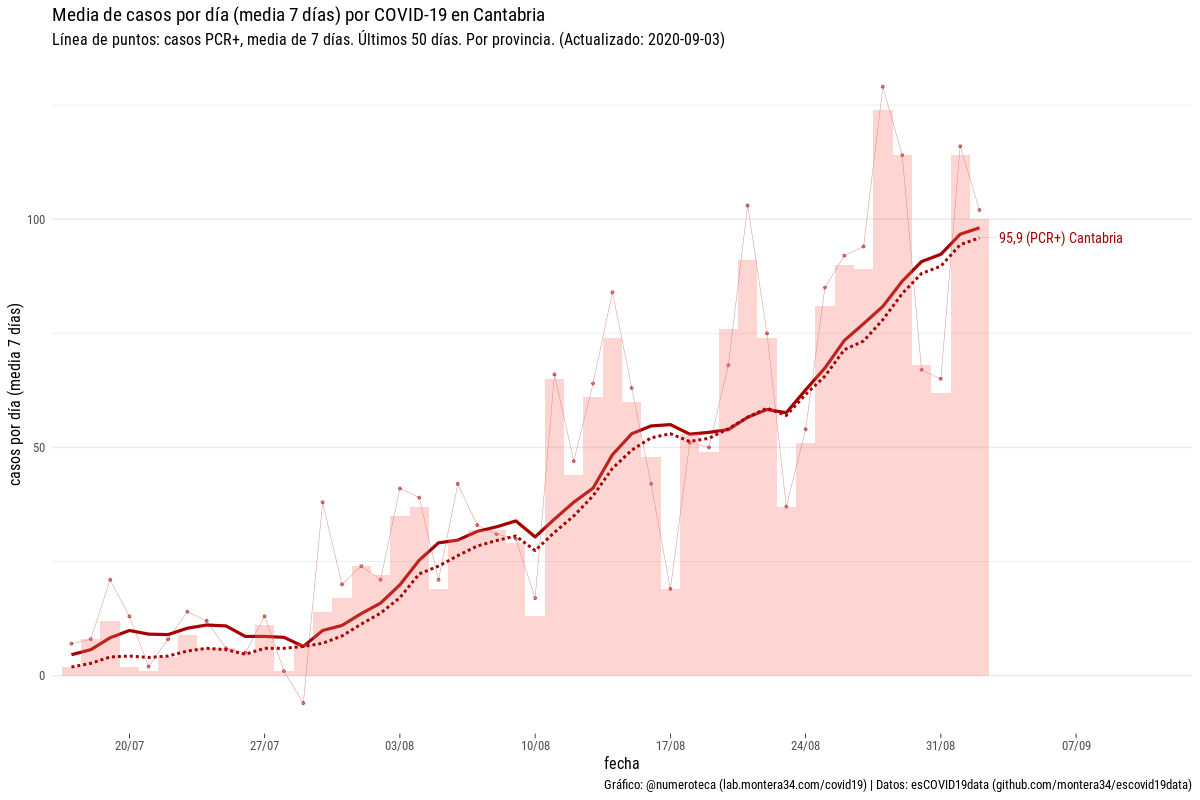 Media de casos por día (media 7 días) por COVID-19 en Cantabria
Línea de puntos: casos PCR+, media de 7 días. Últimos 50 días. Por provincia. (Actualizado: 2020-09-03)
casos por día (media 7 días)
100
50
0
95,9 (PCR+) Cantabria
20/07
27/07
03/08
10/08
17/08
24/08
31/08
07/09
fecha
Gráfico: @numeroteca (lab.montera34.com/covid19) | Datos: esCOVID19data (github.com/montera34/escovid19data)